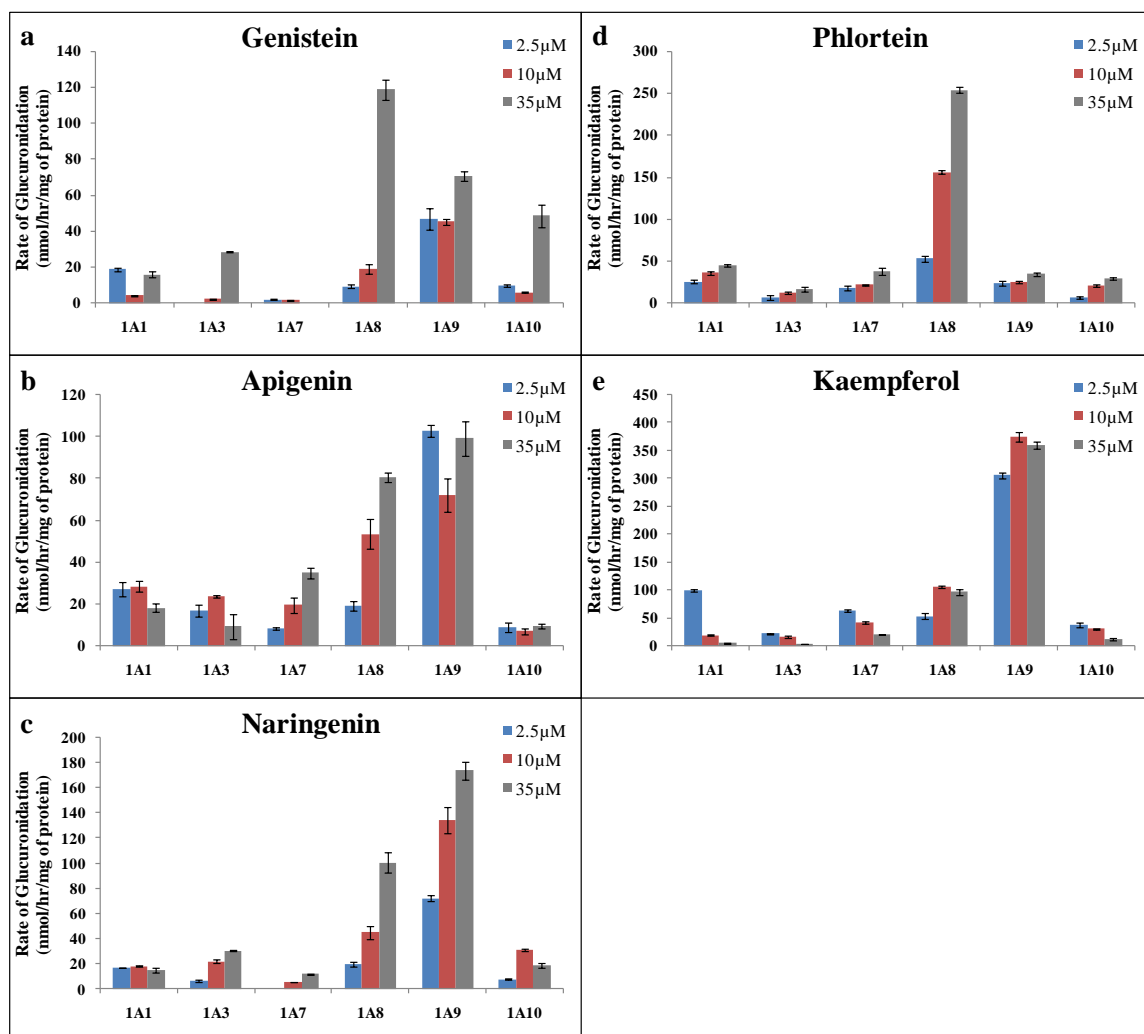 a
Genistein
2.5µM
10µM
35µM
Rate of Glucuronidation
(nmol/hr/mg of protein)
140
120
100
80
60
40
20
0
1A1 1A3 1A7 1A8 1A9 1A10
d
Phlortein
2.5µM
10µM
35µM
Rate of Glucuronidation
(nmol/hr/mg of protein)
300
250
200
150
100
50
0
1A1 1A3 1A7 1A8 1A9 1A10
b
Apigenin
2.5µM
10µM
35µM
Rate of Glucuronidation
(nmol/hr/mg of protein)
120
100
80
60
40
20
0
1A1 1A3 1A7 1A8 1A9 1A10
e
Kaempferol
2.5µM
10µM
35µM
Rate of Glucuronidation
(nmol/hr/mg of protein)
450
400
350
300
250
200
150
100
50
0
1A1 1A3 1A7 1A8 1A9 1A10
c
Naringenin
2.5µM
10µM
35µM
Rate of Glucuronidation
(nmol/hr/mg of protein)
200
180
160
140
120
100
80
60
40
20
0
1A1 1A3 1A7 1A8 1A9 1A10